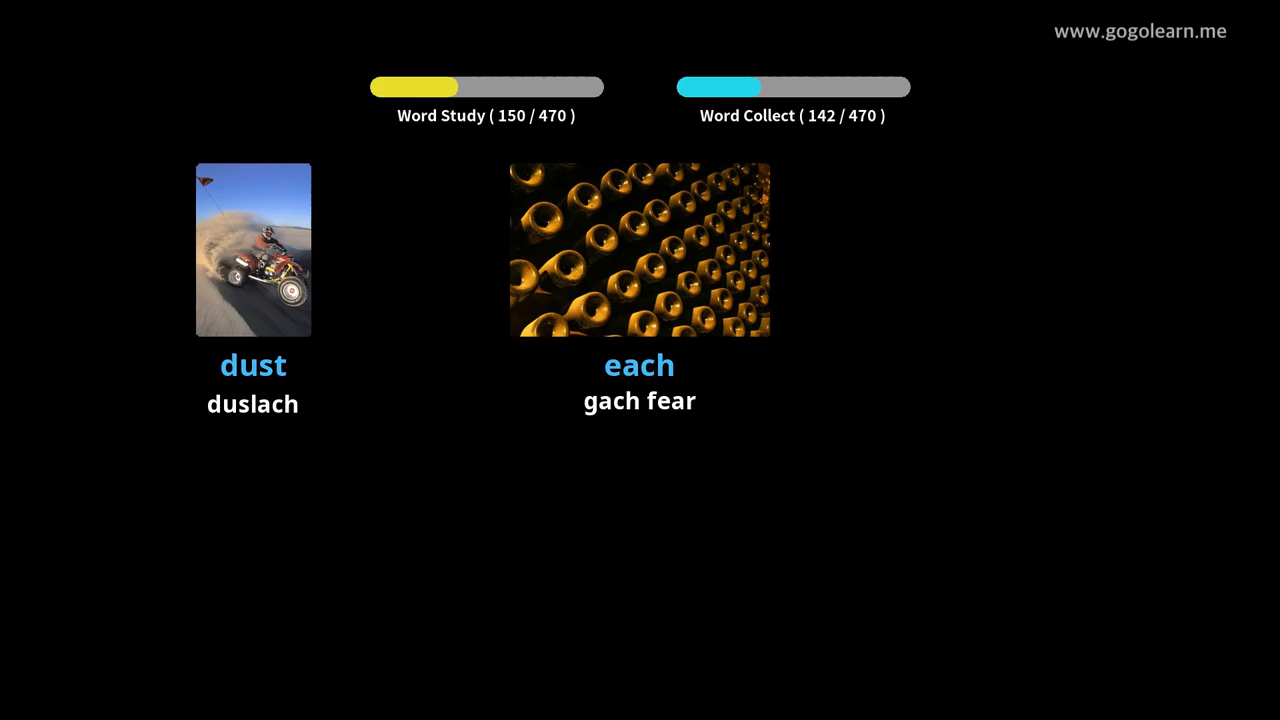 www.gogolearn.me
Word Study ( 150 / 470 )
Word Collect ( 142 / 470 )
dust
duslach
each
gach fear